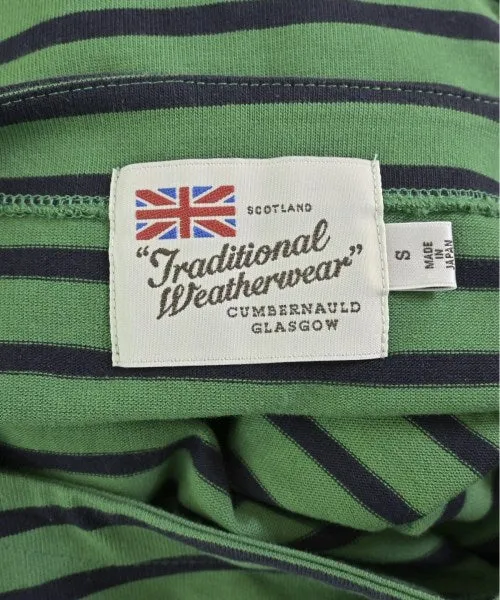 SCOTLAND
"Traditional
Weatherwear"
CUMBERNAULD
GLASGOW
S
MADE
IN
JAPAN